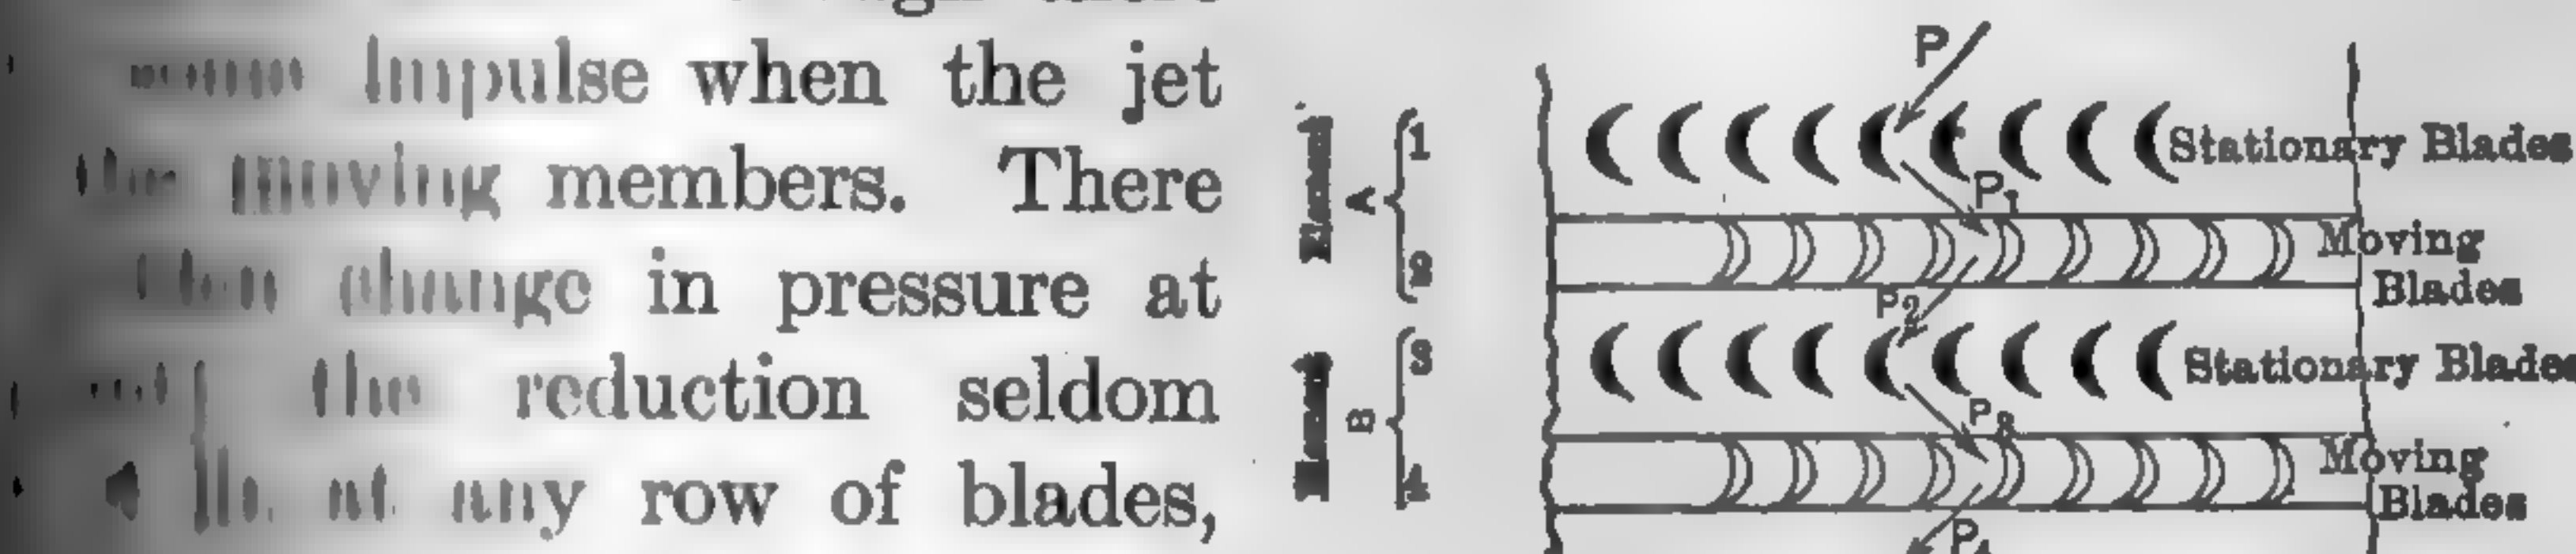 Impulse when the jet
moving members. There
change in pressure at
the reduction seldom
at any row of blades,
P
A
1
Stationary Blades
P1
2
Moving
Blades
P2
B
3
Stationary Blades
P3
4
Moving
Blades
P4